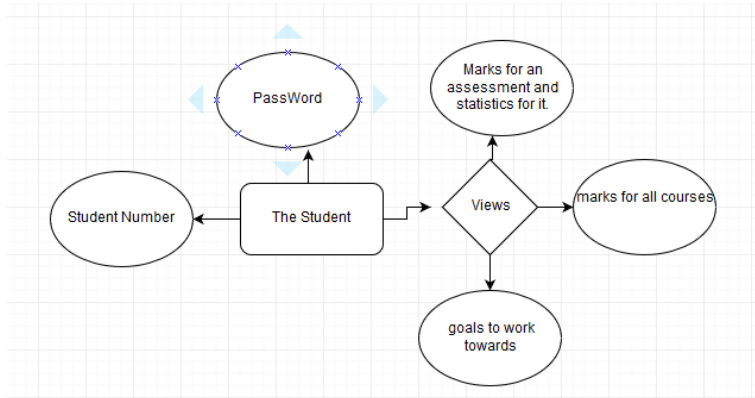 PassWord
Marks for an
assessment and
statistics for it.
Student Number
The Student
Views
marks for all courses
goals to work
towards